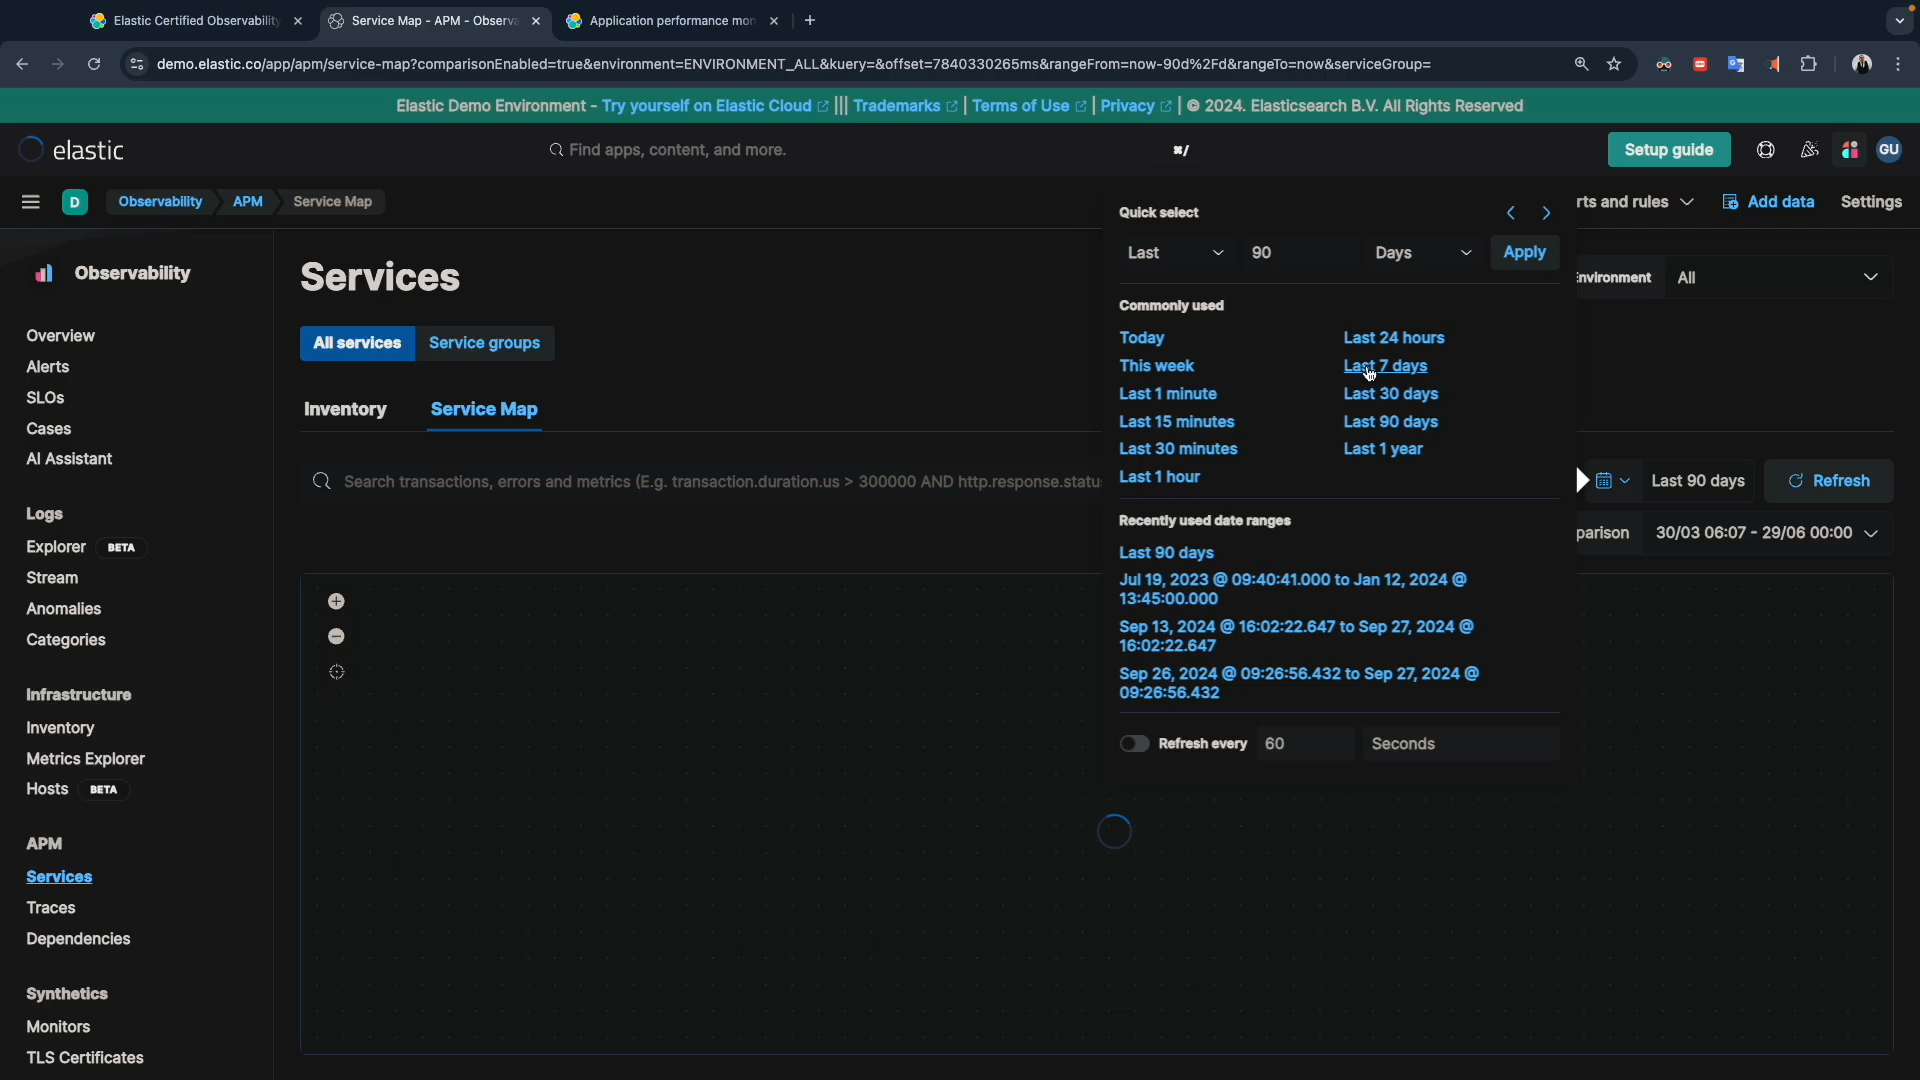 Elastic Certified Observability
Service Map - APM - Observa
Application performance mon
demo.elastic.co/app/apm/service-map?comparisonEnabled=true&environment=ENVIRONMENT_ALL&kuery=&offset=7840330265ms&rangeFrom=now-90d%2Fd&rangeTo=now&serviceGroup=
Elastic Demo Environment - Try yourself on Elastic Cloud ||| Trademarks | Terms of Use | Privacy | © 2024. Elasticsearch B.V. All Rights Reserved
elastic
Find apps, content, and more.
⌘/
Setup guide
GU
D
Observability
APM
Service Map
rts and rules
Add data
Settings
Observability
Overview
Alerts
SLOs
Cases
AI Assistant
Logs
Explorer BETA
Stream
Anomalies
Categories
Infrastructure
Inventory
Metrics Explorer
Hosts BETA
APM
Services
Traces
Dependencies
Synthetics
Monitors
TLS Certificates
Services
All services
Service groups
Inventory
Service Map
Search transactions, errors and metrics (E.g. transaction.duration.us > 300000 AND http.response.statu
Quick select
Last
90
Days
Apply
Commonly used
Today
Last 24 hours
This week
Last 7 days
Last 1 minute
Last 30 days
Last 15 minutes
Last 90 days
Last 30 minutes
Last 1 year
Last 1 hour
Recently used date ranges
Last 90 days
Jul 19, 2023 @ 09:40:41.000 to Jan 12, 2024 @
13:45:00.000
Sep 13, 2024 @ 16:02:22.647 to Sep 27, 2024 @
16:02:22.647
Sep 26, 2024 @ 09:26:56.432 to Sep 27, 2024 @
09:26:56.432
Refresh every
60
Seconds
nvironment
All
Last 90 days
Refresh
parison
30/03 06:07 - 29/06 00:00